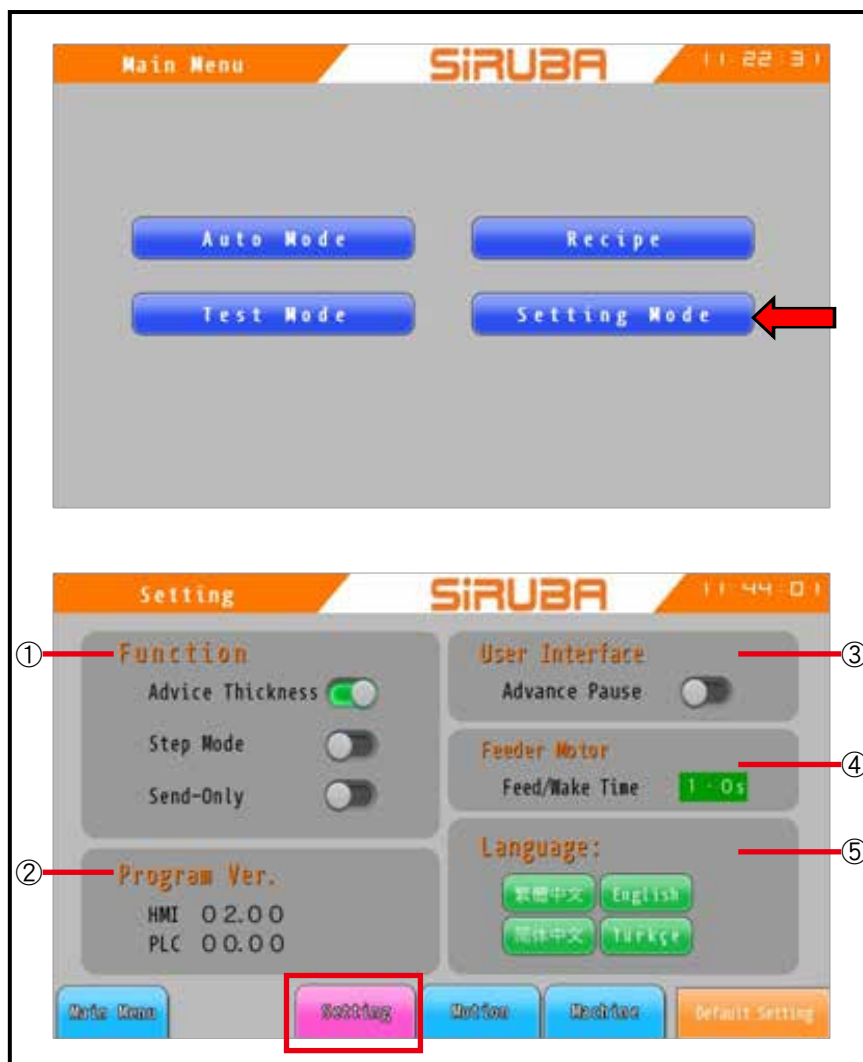 Main Menu SiRUBA 11:22:31
Auto Mode Recipe
Test Mode Setting Mode
Setting SiRUBA 11:44:01
① Function
Advice Thickness
Step Mode
Send-Only
② Program Ver.
HMI 02.00
PLC 00.00
③ User Interface
Advance Pause
④ Feeder Motor
Feed/Wake Time 1.0s
⑤ Language:
繁體中文 English
简体中文 Türkçe
Main Menu Setting Motion Machine Default Setting